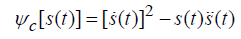 ψ_c[s(t)] = [ṡ(t)]² − s(t)s̈(t)